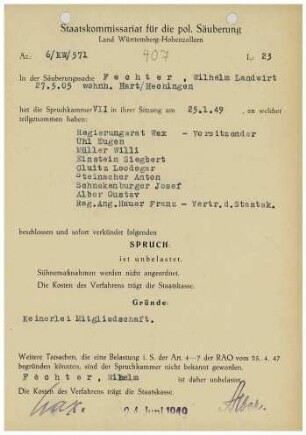 Staatskommissariat für die pol. Säuberung
Land Württemberg-Hohenzollern
Az.: 6/HW/571 407 L: 23
In der Säuberungssache Fechter, Wilhelm Landwirt
27.5.05 wohnh. Hart/Hechingen
hat die Spruchkammer VII in ihrer Sitzung am 25.1.49 , an welcher
teilgenommen haben:
Regierungsrat Wax - Vorsitzender
Uhl Eugen
Müller Willi
Einstein Siegbert
Gluitz Leodegar
Steinacher Anton
Schnekenburger Josef
Alber Gustav
Reg.Ang.Hauer Franz - Vertr.d.Staatsk.
beschlossen und sofort verkündet folgenden
SPRUCH:
ist unbelastet.
Sühnemaßnahmen werden nicht angeordnet.
Die Kosten des Verfahrens trägt die Staatskasse.
Gründe:
Keinerlei Mitgliedschaft.
Weitere Tatsachen, die eine Belastung i. S. der Art. 4–7 der RAO vom 25. 4. 47
begründen könnten, sind der Spruchkammer nicht bekannt geworden.
Fechter, Wilhelm ist daher unbelastet
Die Kosten des Verfahrens trägt die Staatskasse.
Wax. 24. Juni 1949 Alber.